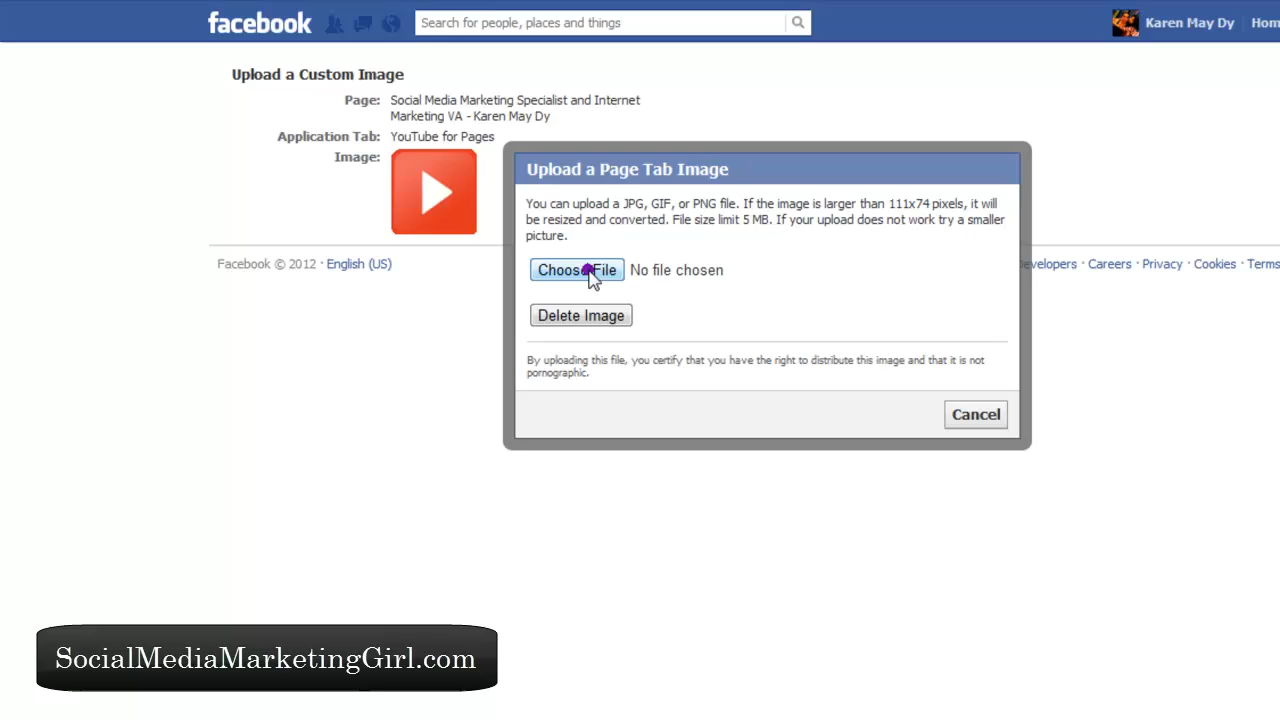 facebook
Search for people, places and things
Karen May Dy
Upload a Custom Image
Page: Social Media Marketing Specialist and Internet
Marketing VA - Karen May Dy
Application Tab: YouTube for Pages
Image:
Upload a Page Tab Image
You can upload a JPG, GIF, or PNG file. If the image is larger than 111x74 pixels, it will
be resized and converted. File size limit 5 MB. If your upload does not work try a smaller
picture.
Choose File No file chosen
Delete Image
By uploading this file, you certify that you have the right to distribute this image and that it is not
pornographic.
Cancel
Facebook © 2012 · English (US)
Careers · Privacy · Cookies · Terms
SocialMediaMarketingGirl.com